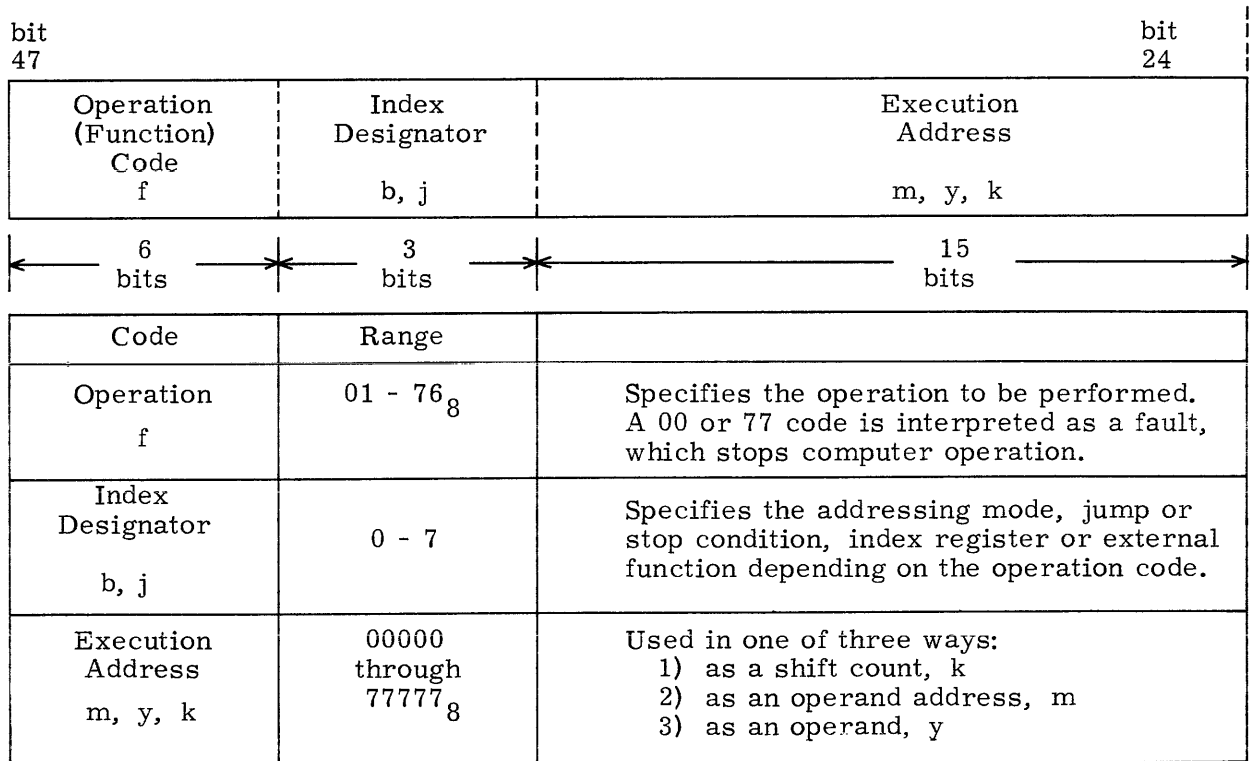 bit bit
47 24
Operation Index Execution
(Function) Designator Address
Code
f b, j m, y, k
6 3 15
bits bits bits
Code Range
Operation 01 - 76₈ Specifies the operation to be performed.
f A 00 or 77 code is interpreted as a fault,
which stops computer operation.
Index
Designator 0 - 7 Specifies the addressing mode, jump or
stop condition, index register or external
b, j function depending on the operation code.
Execution 00000 Used in one of three ways:
Address through 1) as a shift count, k
m, y, k 77777₈ 2) as an operand address, m
3) as an operand, y